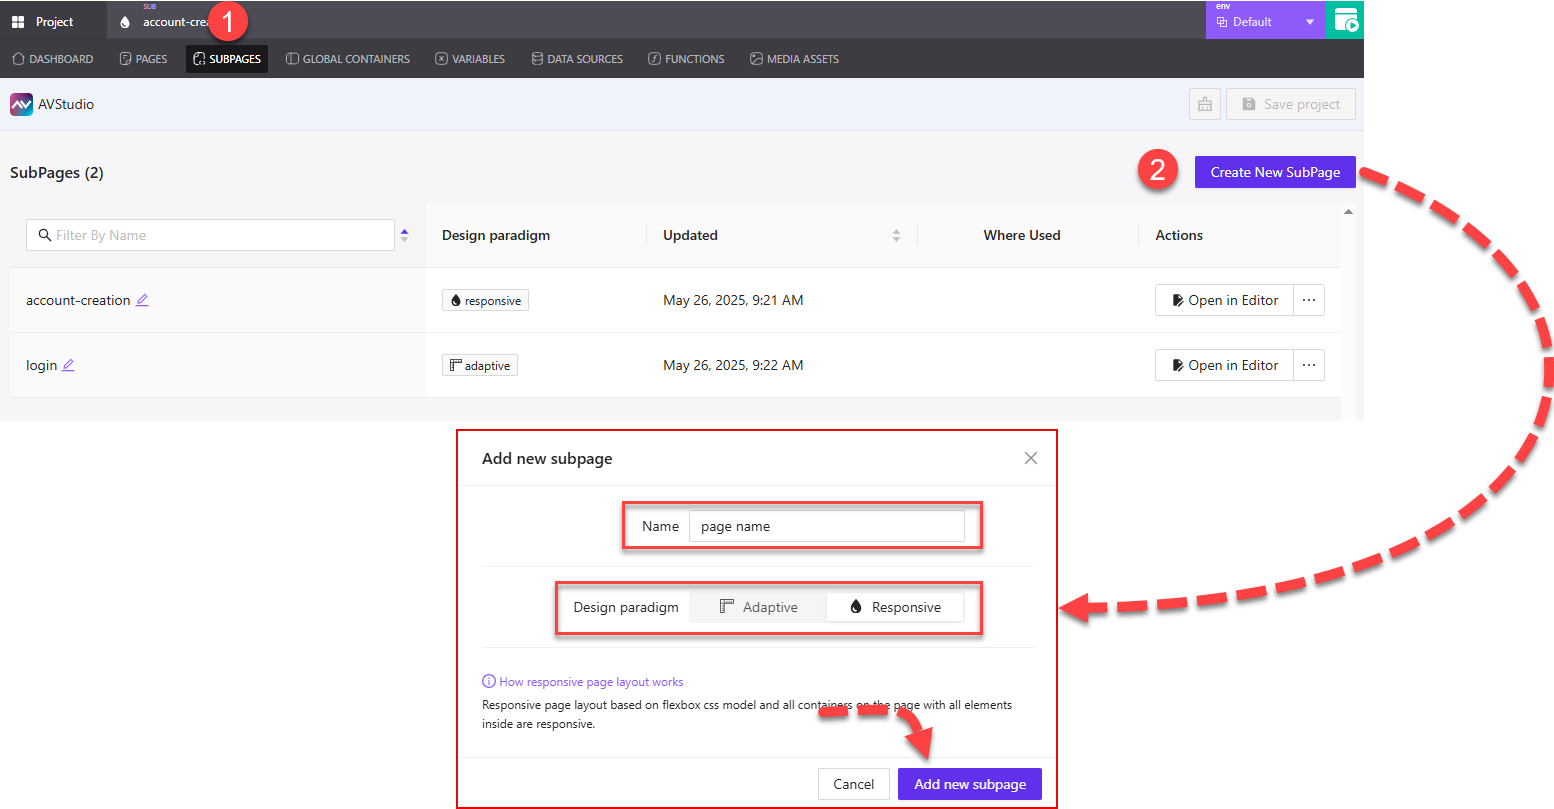 Project
SUB
account-crea
1
env
Default
DASHBOARD
PAGES
SUBPAGES
GLOBAL CONTAINERS
VARIABLES
DATA SOURCES
FUNCTIONS
MEDIA ASSETS
AV AVStudio
Save project
SubPages (2)
2
Create New SubPage
Filter By Name
Design paradigm
Updated
Where Used
Actions
account-creation
responsive
May 26, 2025, 9:21 AM
Open in Editor
...
login
adaptive
May 26, 2025, 9:22 AM
Open in Editor
...
Add new subpage
Name
page name
Design paradigm
Adaptive
Responsive
How responsive page layout works
Responsive page layout based on flexbox css model and all containers on the page with all elements
inside are responsive.
Cancel
Add new subpage